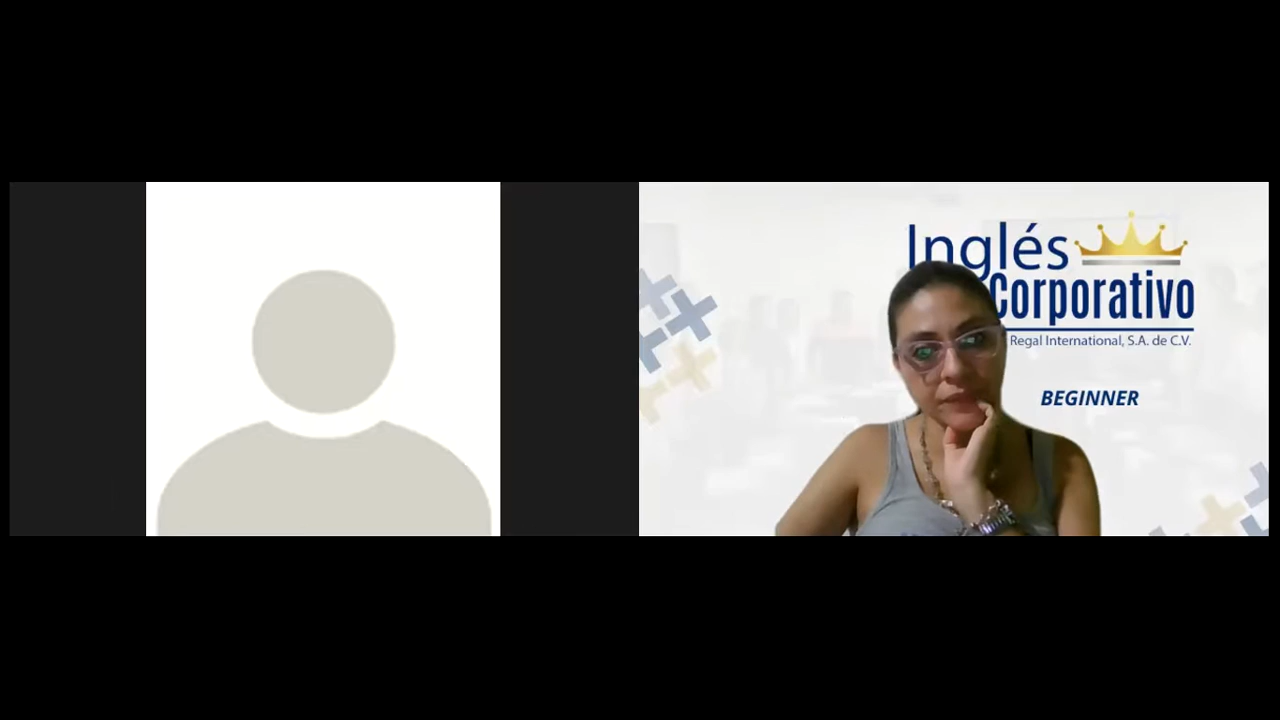 Inglés
Corporativo
Regal International, S.A. de C.V.
BEGINNER